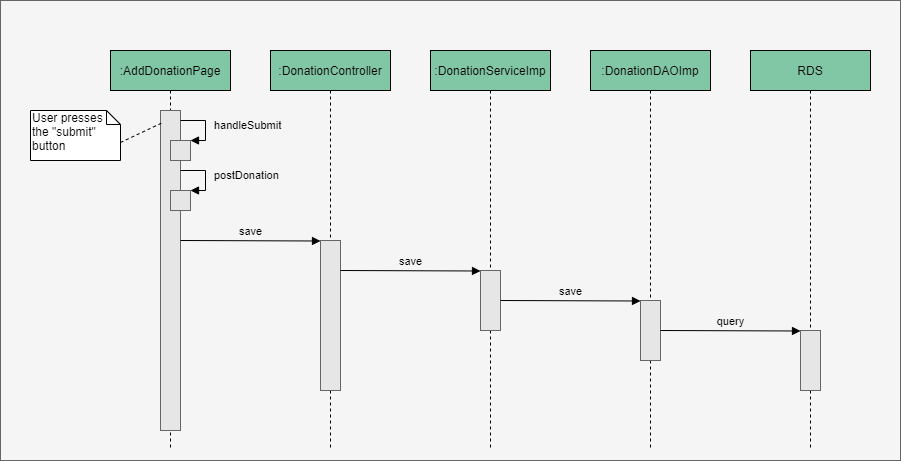 :AddDonationPage
:DonationController
:DonationServiceImp
:DonationDAOImp
RDS
User presses
the "submit"
button
handleSubmit
postDonation
save
save
save
query